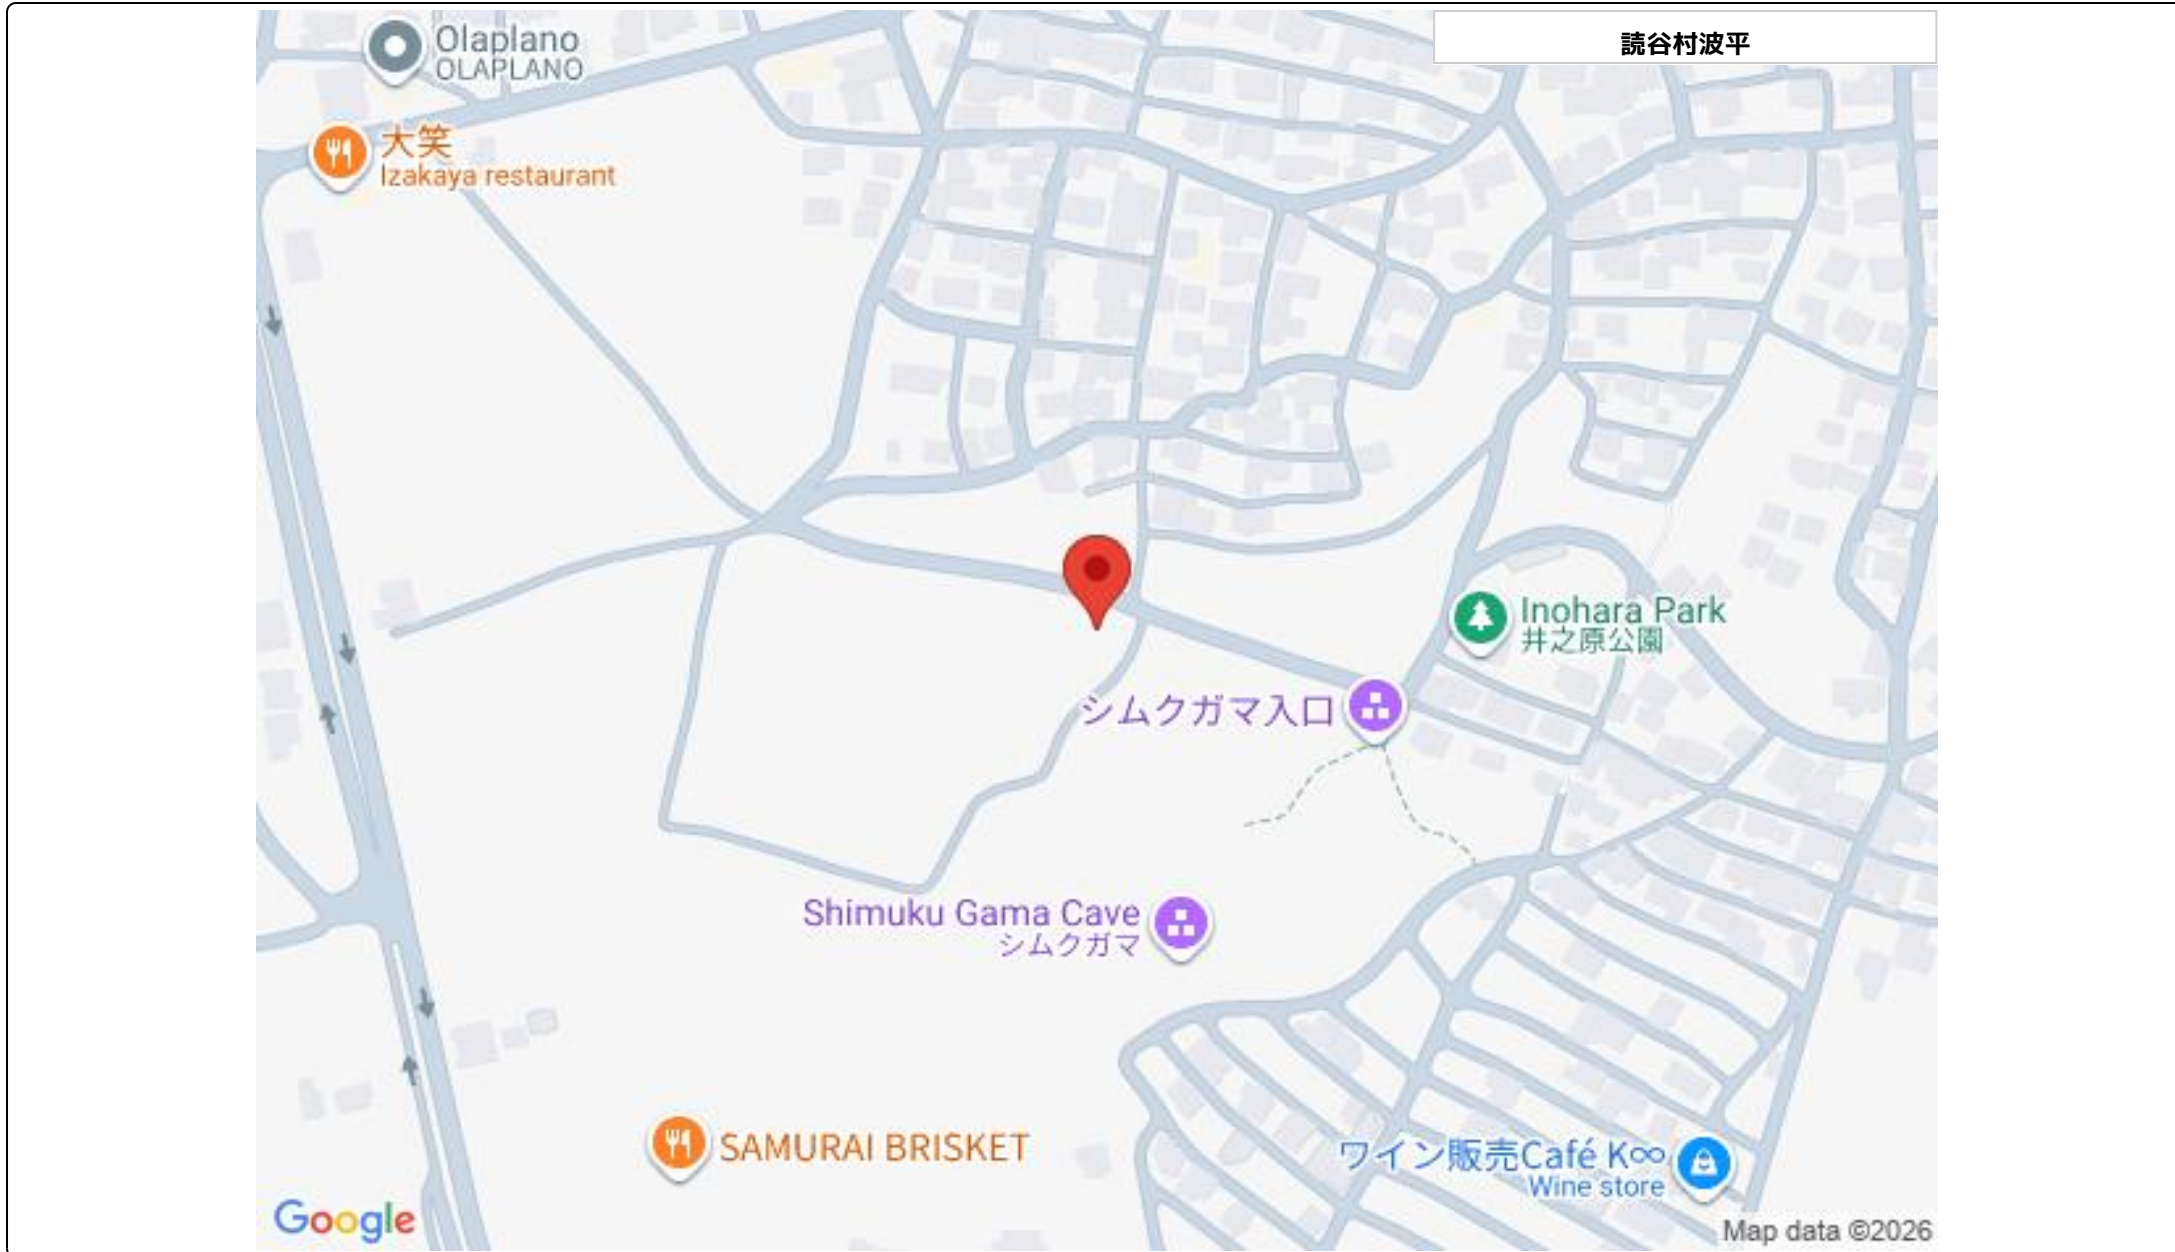 読谷村波平
Olaplano
OLAPLANO
大笑
Izakaya restaurant
Inohara Park
井之原公園
シムクガマ入口
Shimuku Gama Cave
シムクガマ
SAMURAI BRISKET
ワイン販売Café K∞
Wine store
Google
Map data ©2026